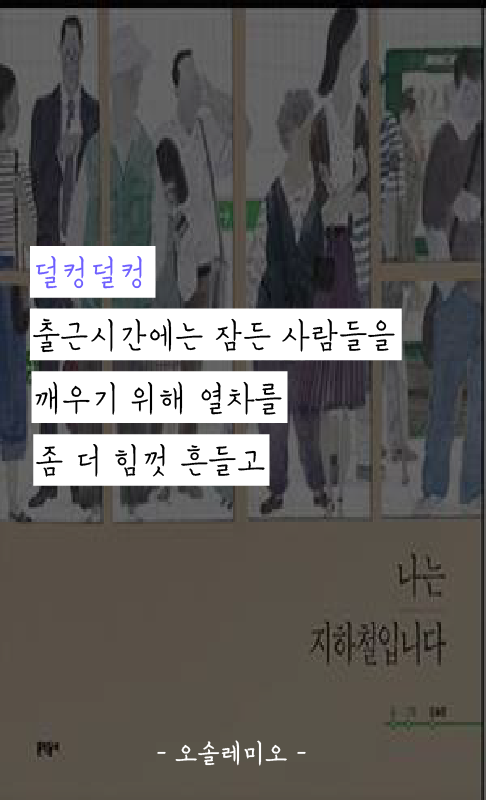 덜컹덜컹
출근시간에는 잠든 사람들을
깨우기 위해 열차를
좀 더 힘껏 흔들고
나는
지하철입니다
- 오솔레미오 -